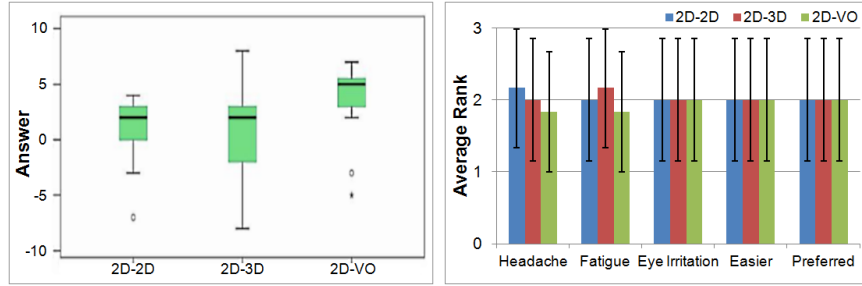 10
5
0
-5
-10
Answer
2D-2D 2D-3D 2D-VO
2D-2D 2D-3D 2D-VO
3
2
1
0
Average Rank
Headache Fatigue Eye Irritation Easier Preferred